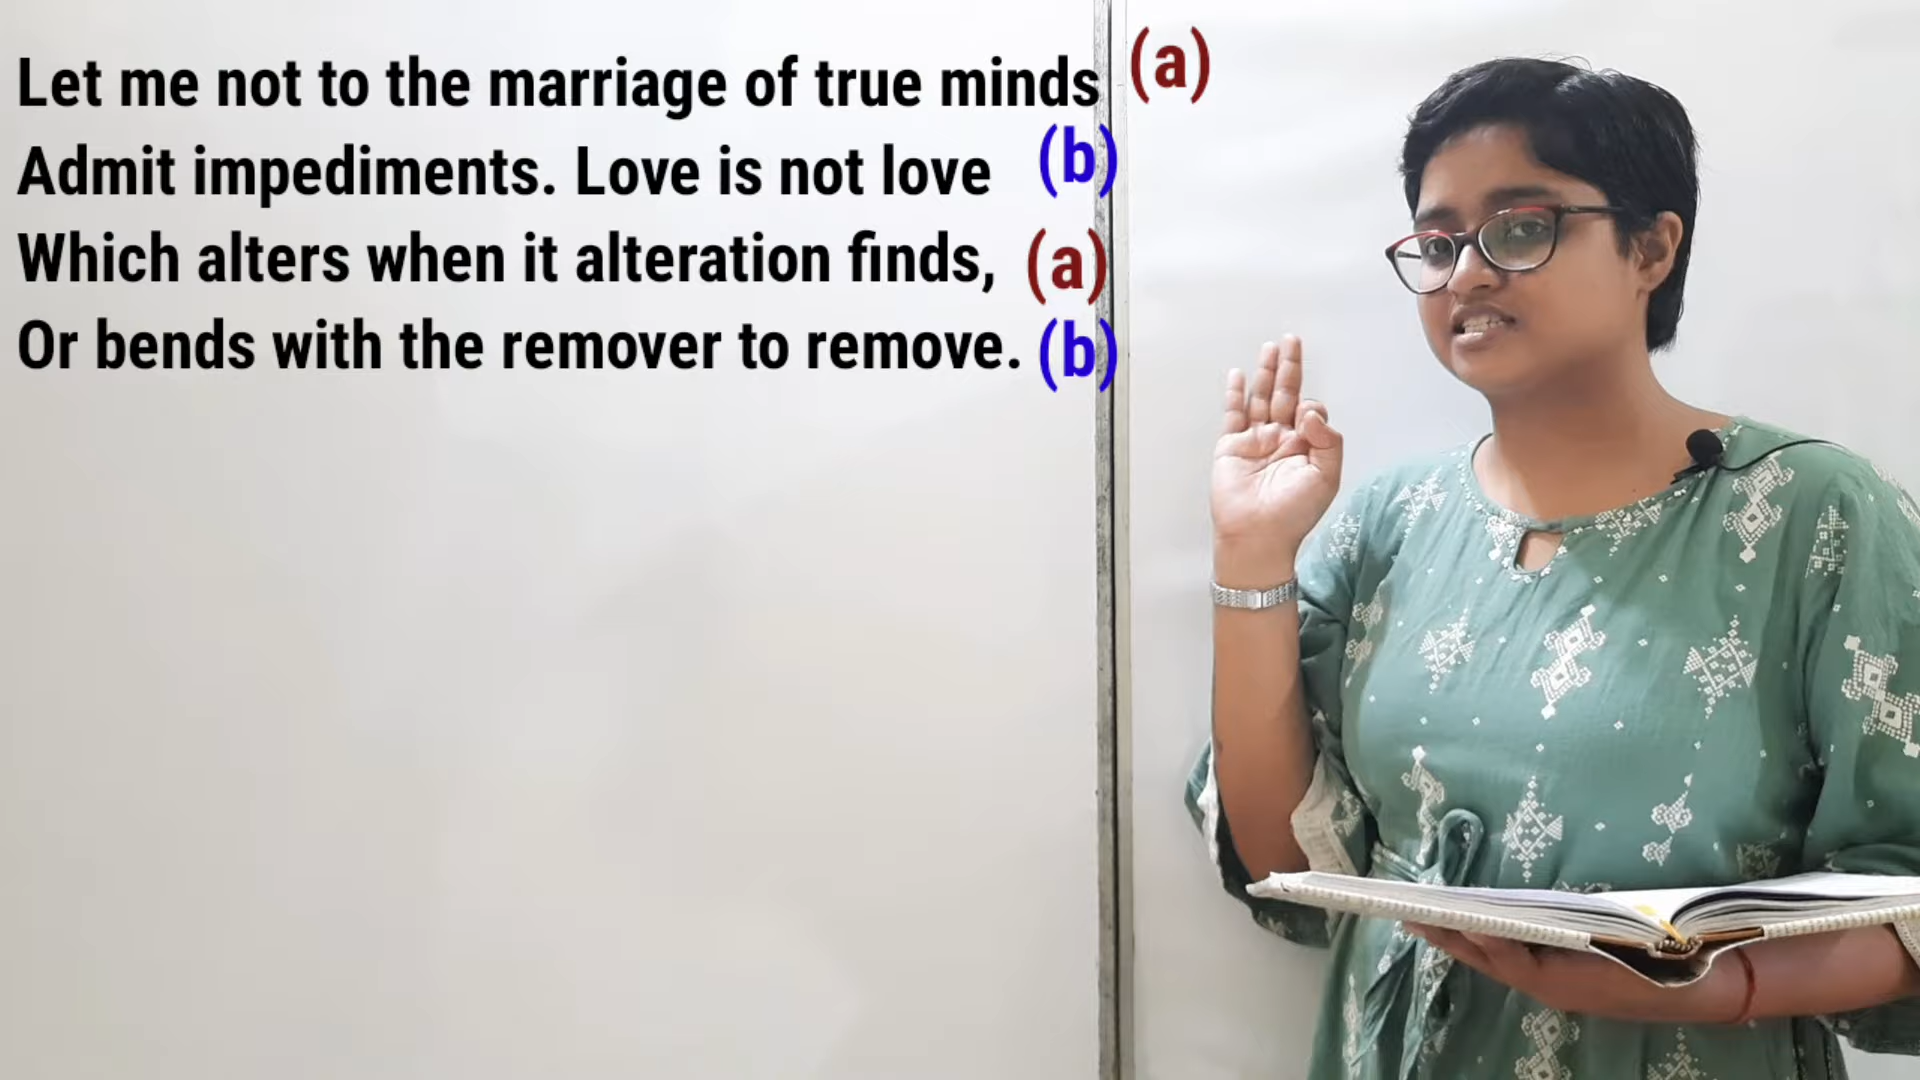 Let me not to the marriage of true minds (a)
Admit impediments. Love is not love (b)
Which alters when it alteration finds, (a)
Or bends with the remover to remove. (b)